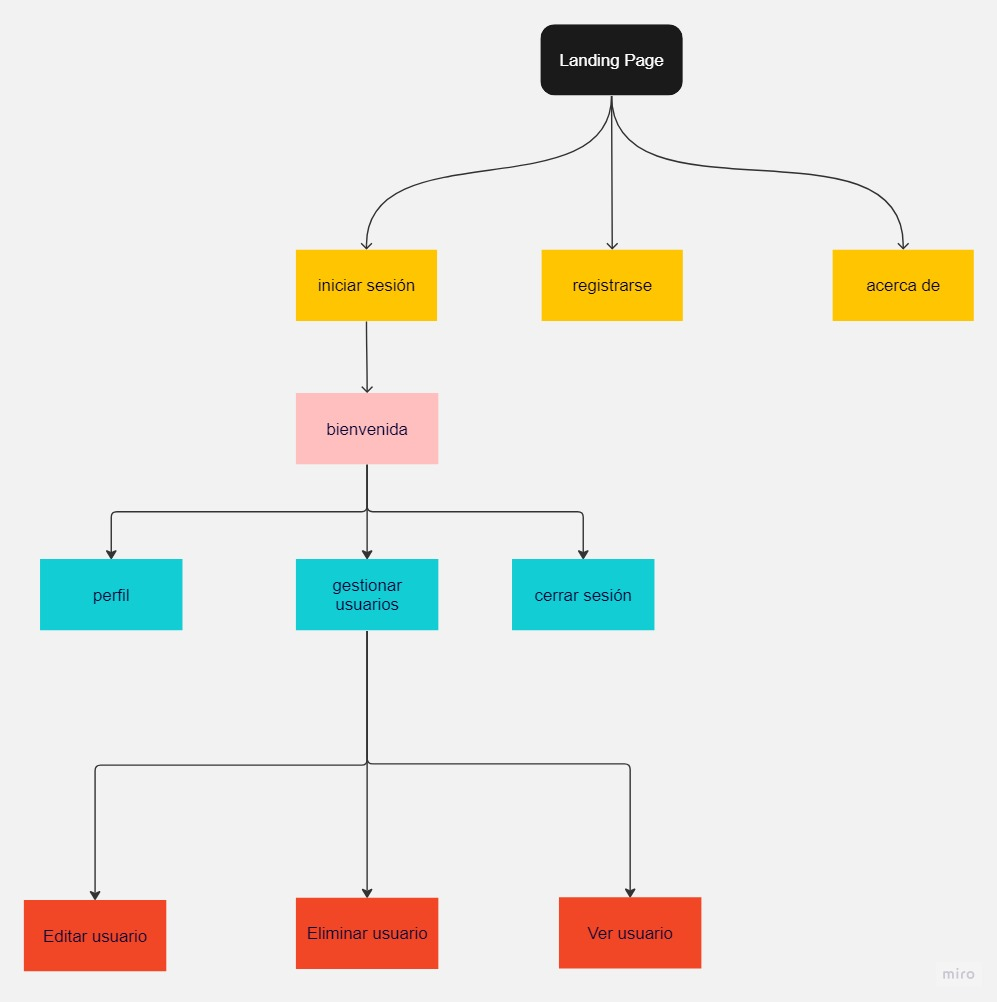 Landing Page
iniciar sesión
registrarse
acerca de
bienvenida
perfil
gestionar
usuarios
cerrar sesión
Editar usuario
Eliminar usuario
Ver usuario
miro